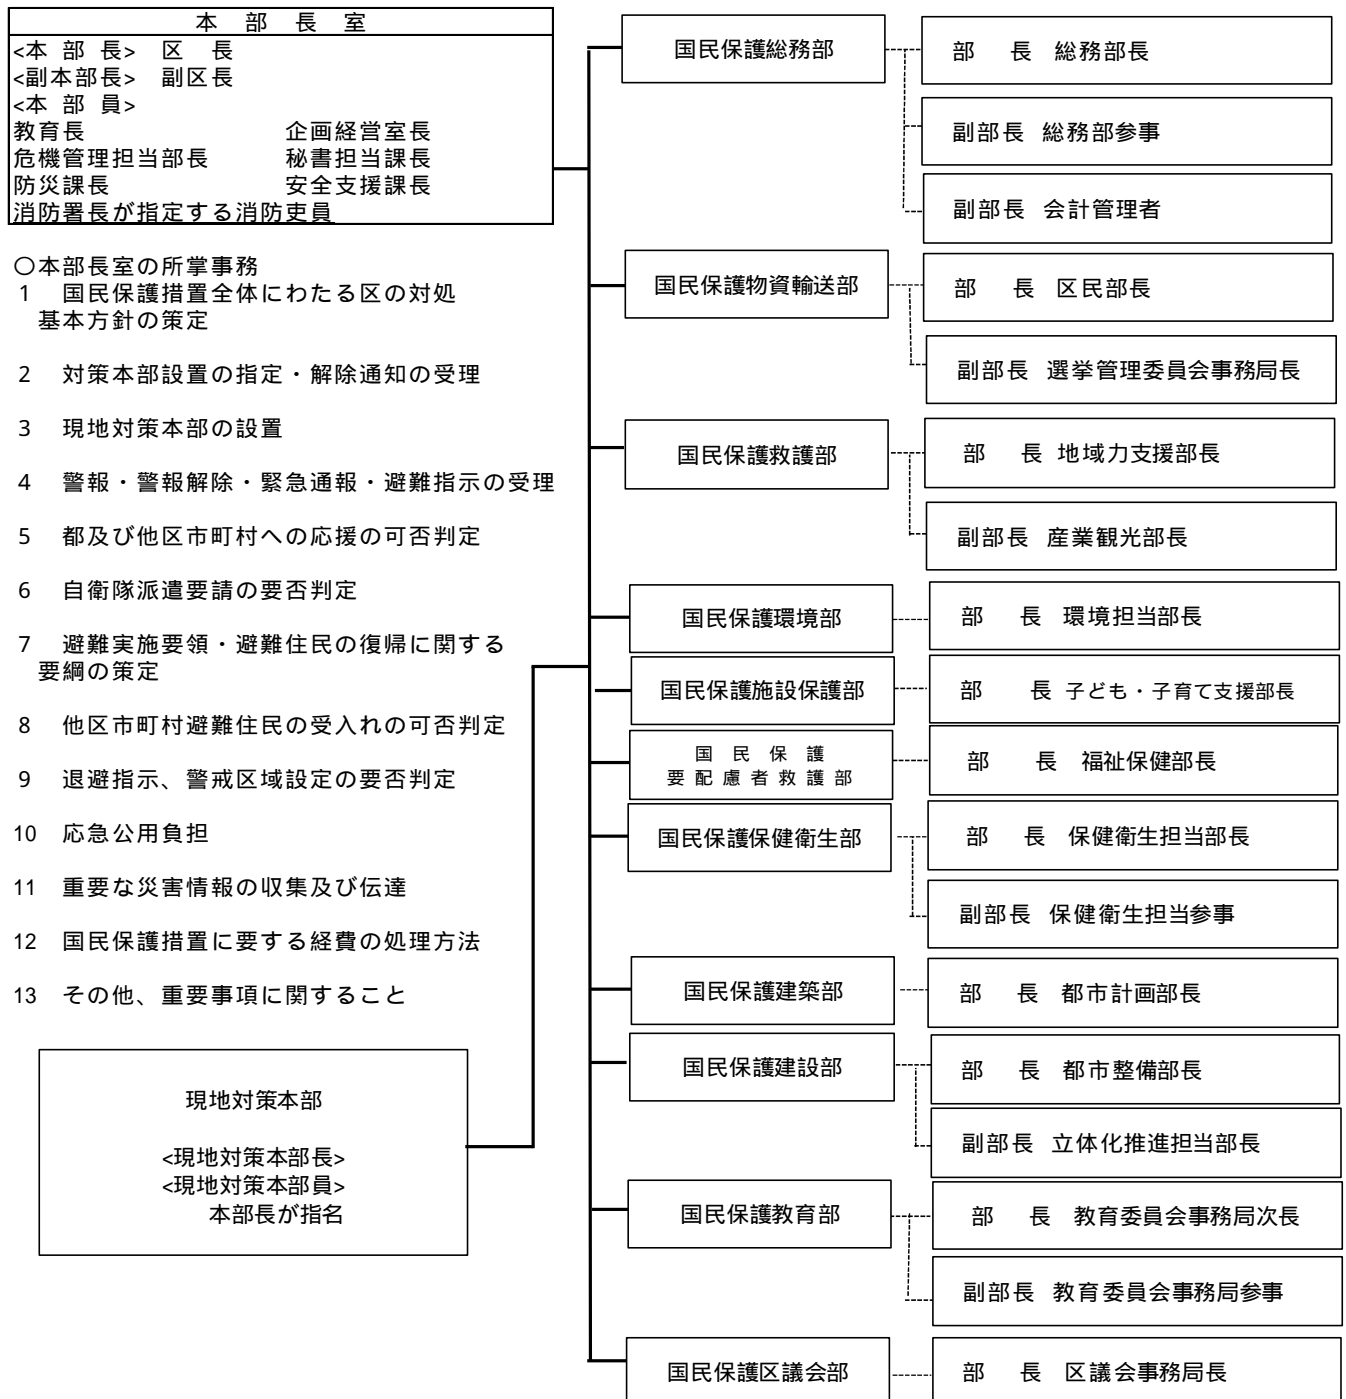 本 部 長 室
<本 部 長> 区 長
<副本部長> 副区長
<本 部 員>
教育長 企画経営室長
危機管理担当部長 秘書担当課長
防災課長 安全支援課長
消防署長が指定する消防吏員
○本部長室の所掌事務
1 国民保護措置全体にわたる区の対処
基本方針の策定
2 対策本部設置の指定・解除通知の受理
3 現地対策本部の設置
4 警報・警報解除・緊急通報・避難指示の受理
5 都及び他区市町村への応援の可否判定
6 自衛隊派遣要請の要否判定
7 避難実施要領・避難住民の復帰に関する
要綱の策定
8 他区市町村避難住民の受入れの可否判定
9 退避指示、警戒区域設定の要否判定
10 応急公用負担
11 重要な災害情報の収集及び伝達
12 国民保護措置に要する経費の処理方法
13 その他、重要事項に関すること
現地対策本部
<現地対策本部長>
<現地対策本部員>
本部長が指名
国民保護総務部
部 長 総務部長
副部長 総務部参事
副部長 会計管理者
国民保護物資輸送部
部 長 区民部長
副部長 選挙管理委員会事務局長
国民保護救護部
部 長 地域力支援部長
副部長 産業観光部長
国民保護環境部
部 長 環境担当部長
国民保護施設保護部
部 長 子ども・子育て支援部長
国 民 保 護
要 配 慮 者 救 護 部
部 長 福祉保健部長
国民保護保健衛生部
部 長 保健衛生担当部長
副部長 保健衛生担当参事
国民保護建築部
部 長 都市計画部長
国民保護建設部
部 長 都市整備部長
副部長 立体化推進担当部長
国民保護教育部
部 長 教育委員会事務局次長
副部長 教育委員会事務局参事
国民保護区議会部
部 長 区議会事務局長